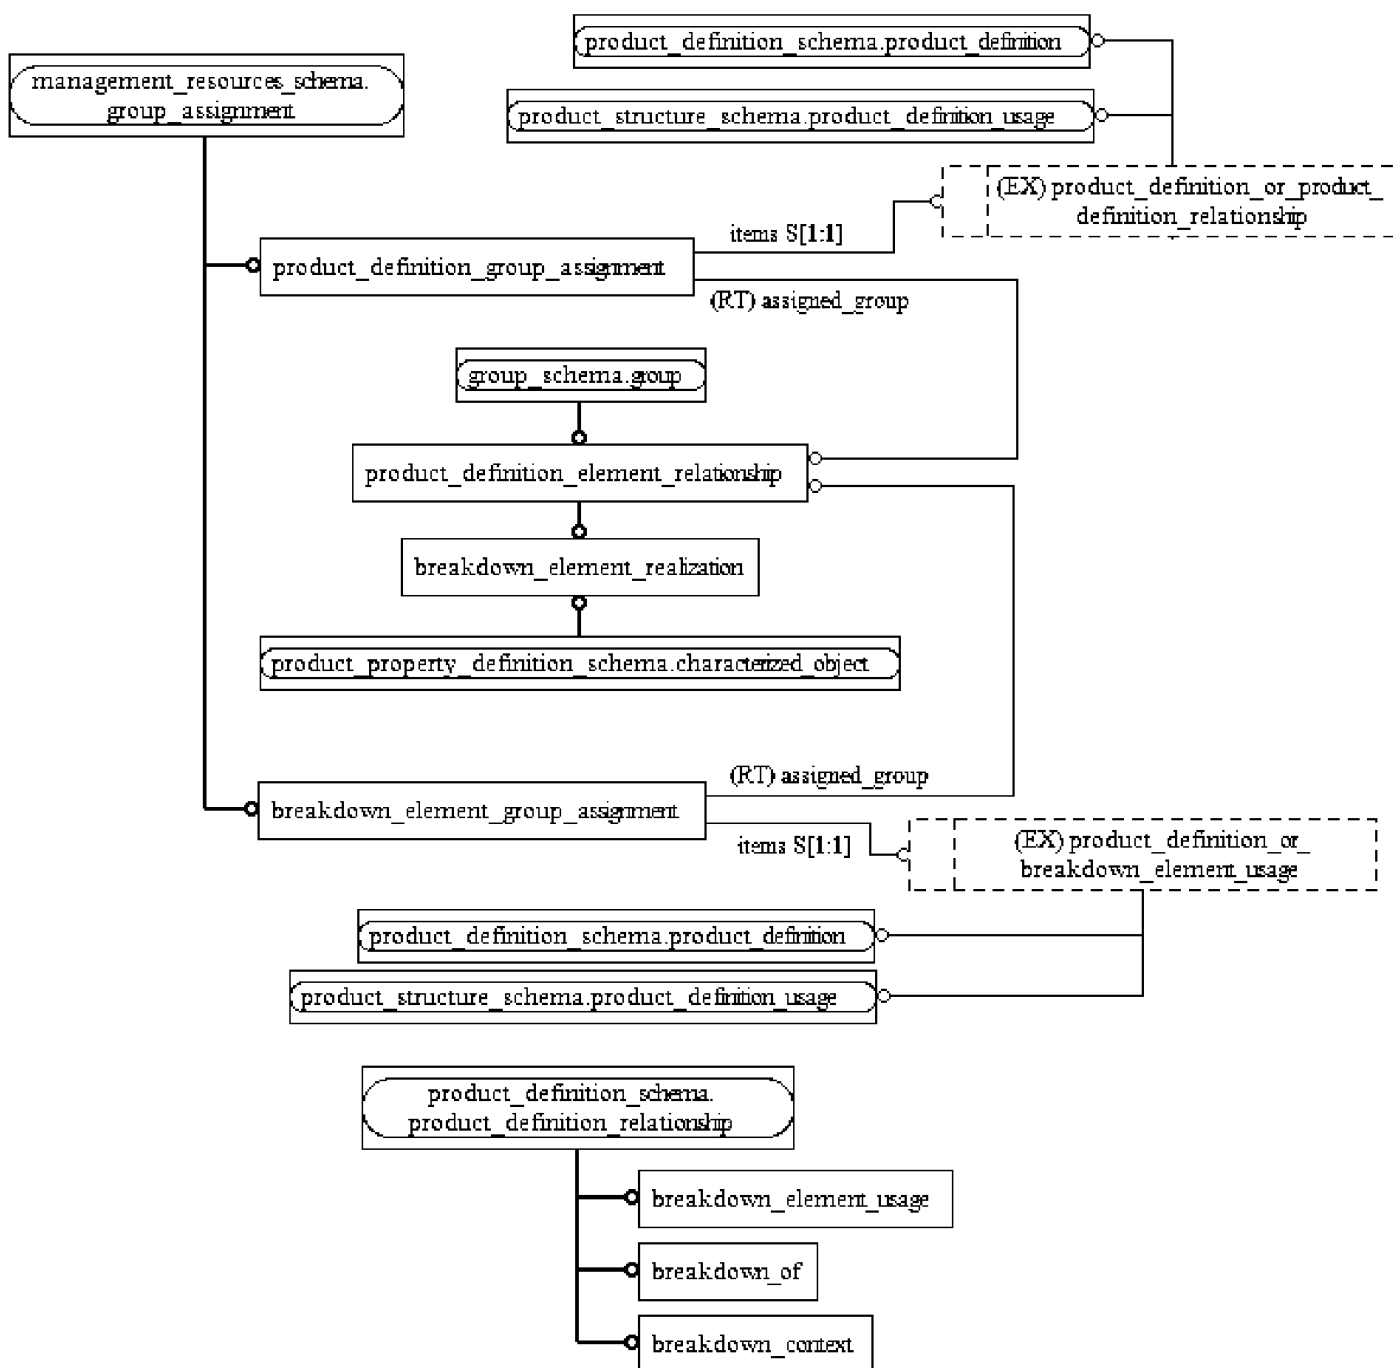 product_definition_schema.product_definition
management_resources_schema.
group_assignment
product_structure_schema.product_definition_usage
(EX) product_definition_or_product_
definition_relationship
items S[1:1]
product_definition_group_assignment
(RT) assigned_group
group_schema.group
product_definition_element_relationship
breakdown_element_realization
product_property_definition_schema.characterized_object
(RT) assigned_group
breakdown_element_group_assignment
items S[1:1]
(EX) product_definition_or_
breakdown_element_usage
product_definition_schema.product_definition
product_structure_schema.product_definition_usage
product_definition_schema.
product_definition_relationship
breakdown_element_usage
breakdown_of
breakdown_context